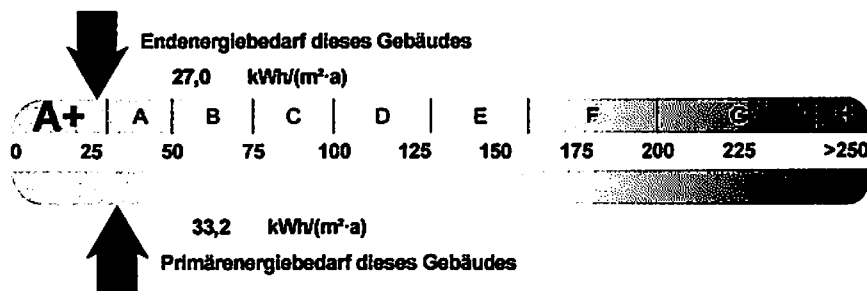 Endenergiebedarf dieses Gebäudes
27,0 kWh/(m²·a)
A+ A B C D E F G H
0 25 50 75 100 125 150 175 200 225 >250
33,2 kWh/(m²·a)
Primärenergiebedarf dieses Gebäudes